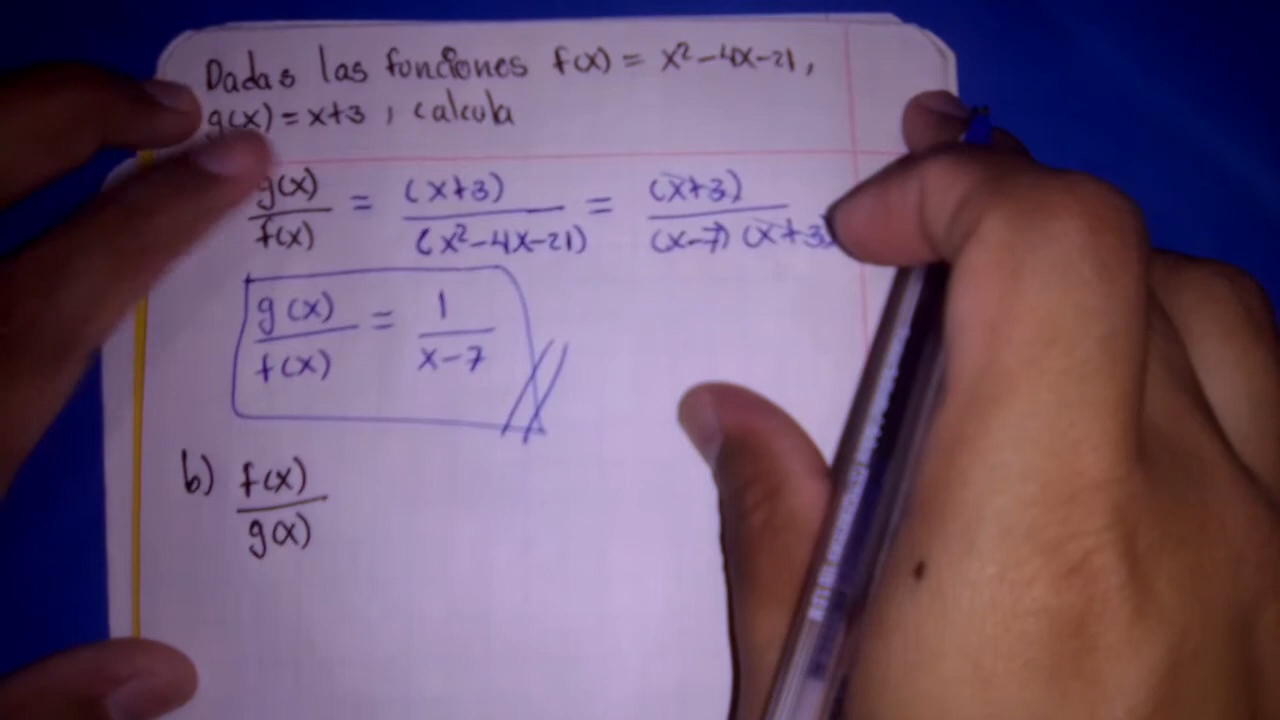 Dadas las funciones f(x) = x²-4x-21,
g(x) = x+3, calcula
g(x)/f(x) = (x+3)/(x²-4x-21) = (x+3)/(x-7)(x+3)
g(x)/f(x) = 1/x-7
b) f(x)/g(x)